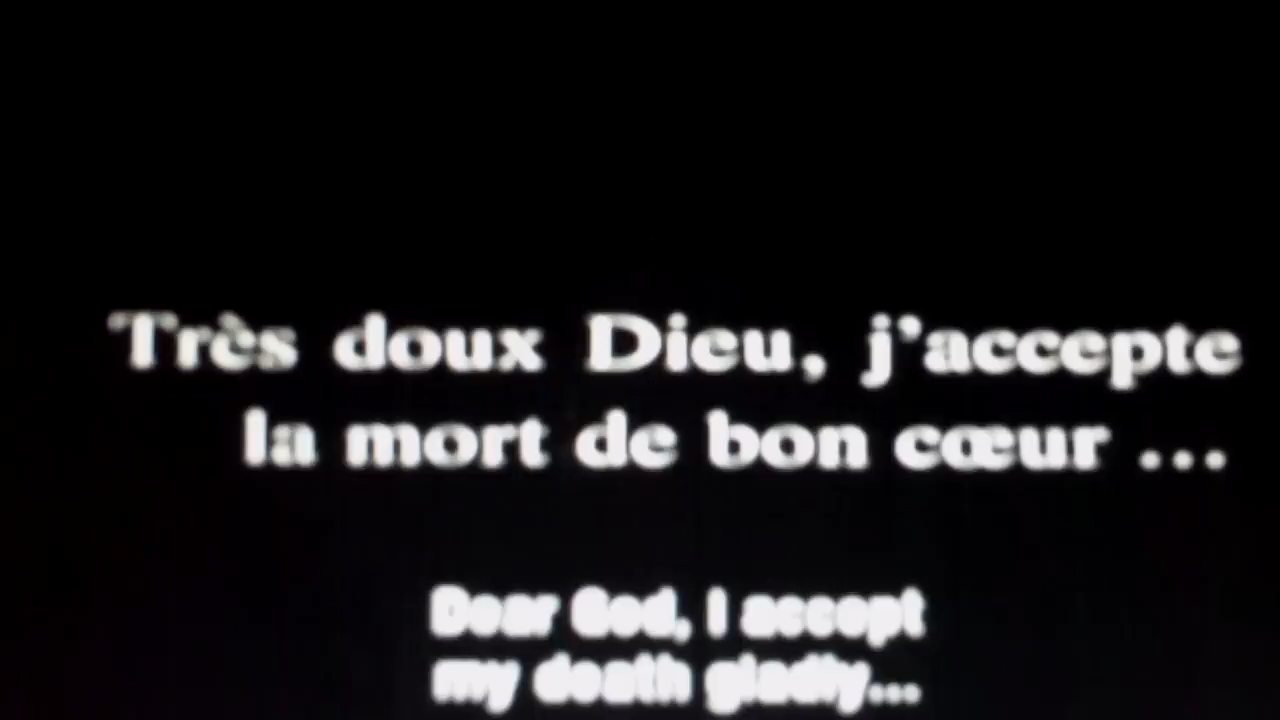 Très doux Dieu, j'accepte
la mort de bon cœur ...
Dear God, I accept
my death gladly...